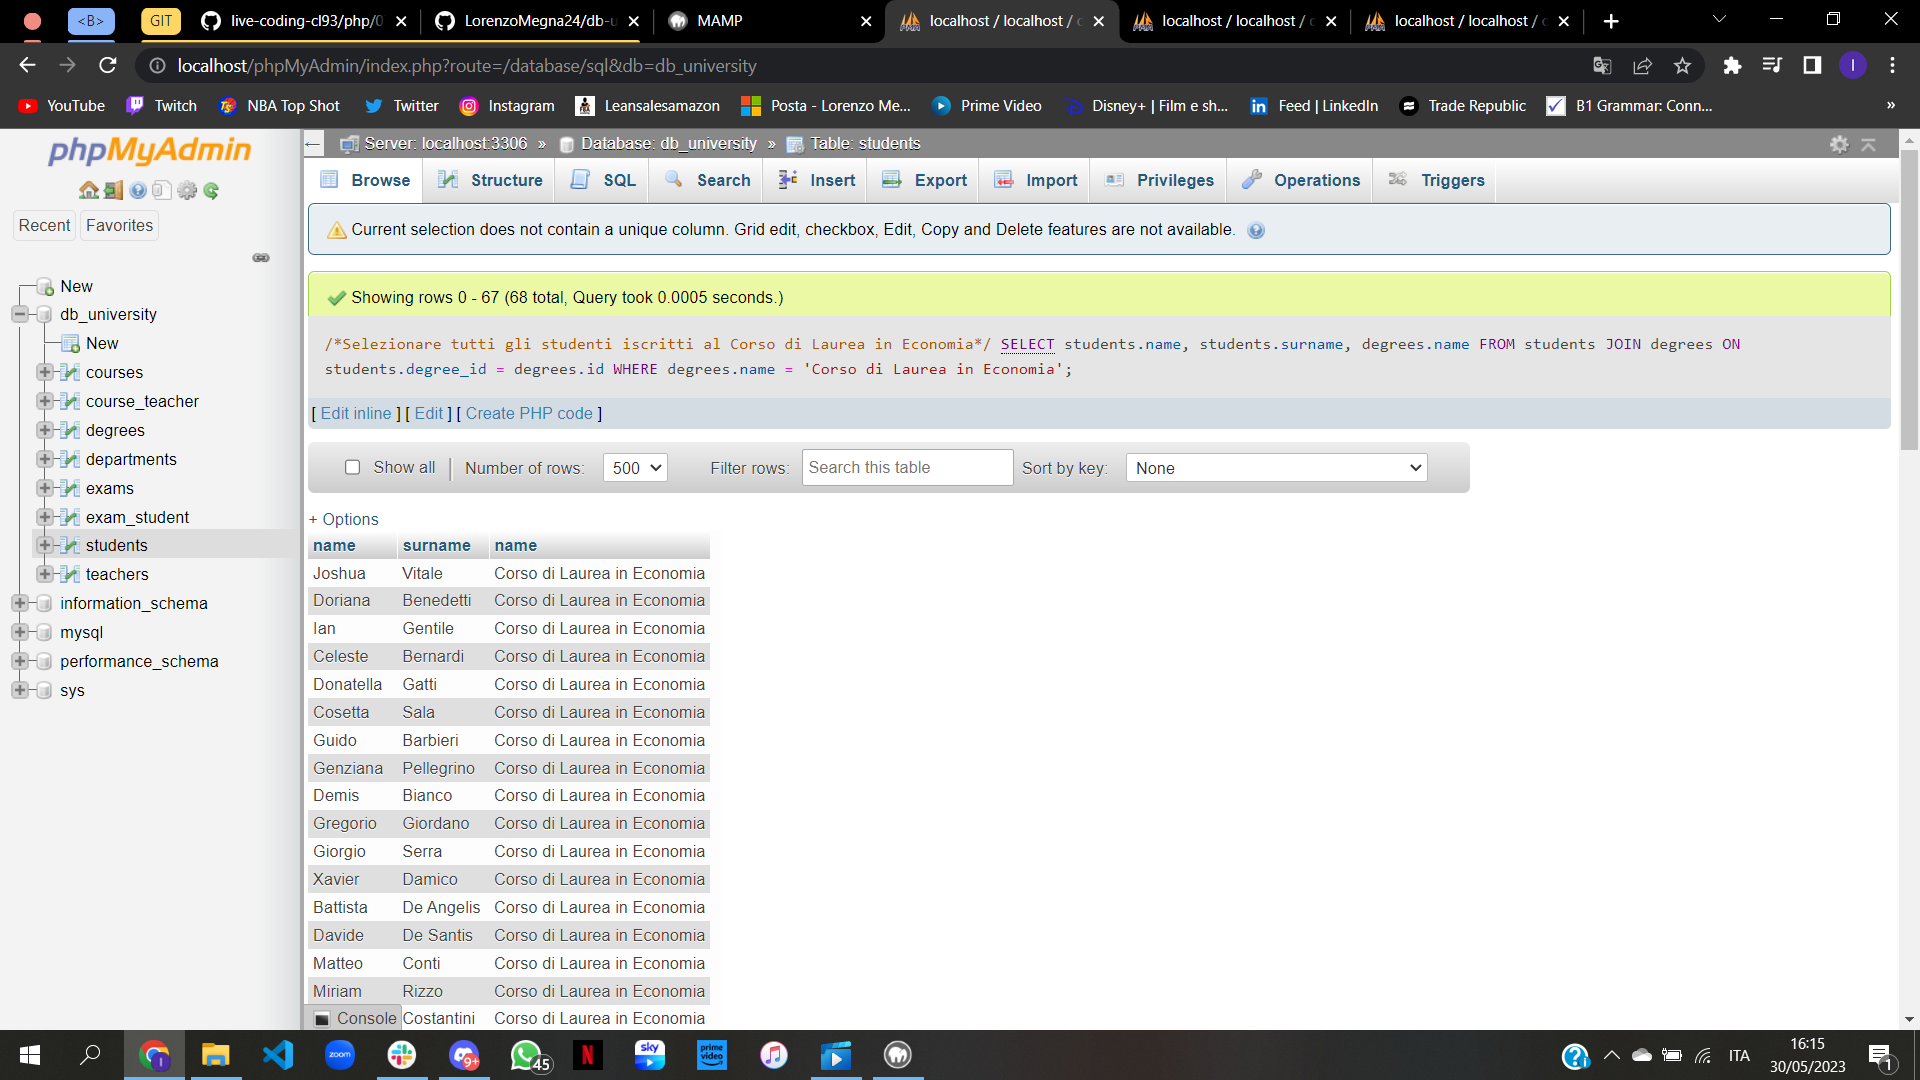 <B>
GIT
live-coding-cl93/php/0
LorenzoMegna24/db-u
MAMP
localhost / localhost / c
localhost / localhost / c
localhost / localhost / c
localhost/phpMyAdmin/index.php?route=/database/sql&db=db_university
I
YouTube
Twitch
NBA Top Shot
Twitter
Instagram
Leansalesamazon
Posta - Lorenzo Me...
Prime Video
Disney+ | Film e sh...
Feed | LinkedIn
Trade Republic
B1 Grammar: Conn...
»
phpMyAdmin
Recent
Favorites
New
db_university
New
courses
course_teacher
degrees
departments
exams
exam_student
students
teachers
information_schema
mysql
performance_schema
sys
Server: localhost:3306 » Database: db_university » Table: students
Browse
Structure
SQL
Search
Insert
Export
Import
Privileges
Operations
Triggers
Current selection does not contain a unique column. Grid edit, checkbox, Edit, Copy and Delete features are not available.
Showing rows 0 - 67 (68 total, Query took 0.0005 seconds.)
/*Selezionare tutti gli studenti iscritti al Corso di Laurea in Economia*/ SELECT students.name, students.surname, degrees.name FROM students JOIN degrees ON
students.degree_id = degrees.id WHERE degrees.name = 'Corso di Laurea in Economia';
[ Edit inline ] [ Edit ] [ Create PHP code ]
Show all
Number of rows: 500
Filter rows: Search this table
Sort by key: None
+ Options
name surname name
Joshua Vitale Corso di Laurea in Economia
Doriana Benedetti Corso di Laurea in Economia
Ian Gentile Corso di Laurea in Economia
Celeste Bernardi Corso di Laurea in Economia
Donatella Gatti Corso di Laurea in Economia
Cosetta Sala Corso di Laurea in Economia
Guido Barbieri Corso di Laurea in Economia
Genziana Pellegrino Corso di Laurea in Economia
Demis Bianco Corso di Laurea in Economia
Gregorio Giordano Corso di Laurea in Economia
Giorgio Serra Corso di Laurea in Economia
Xavier Damico Corso di Laurea in Economia
Battista De Angelis Corso di Laurea in Economia
Davide De Santis Corso di Laurea in Economia
Matteo Conti Corso di Laurea in Economia
Miriam Rizzo Corso di Laurea in Economia
Console Costantini Corso di Laurea in Economia
zoom
9+
45
N
sky
prime video
ITA
16:15
30/05/2023
1